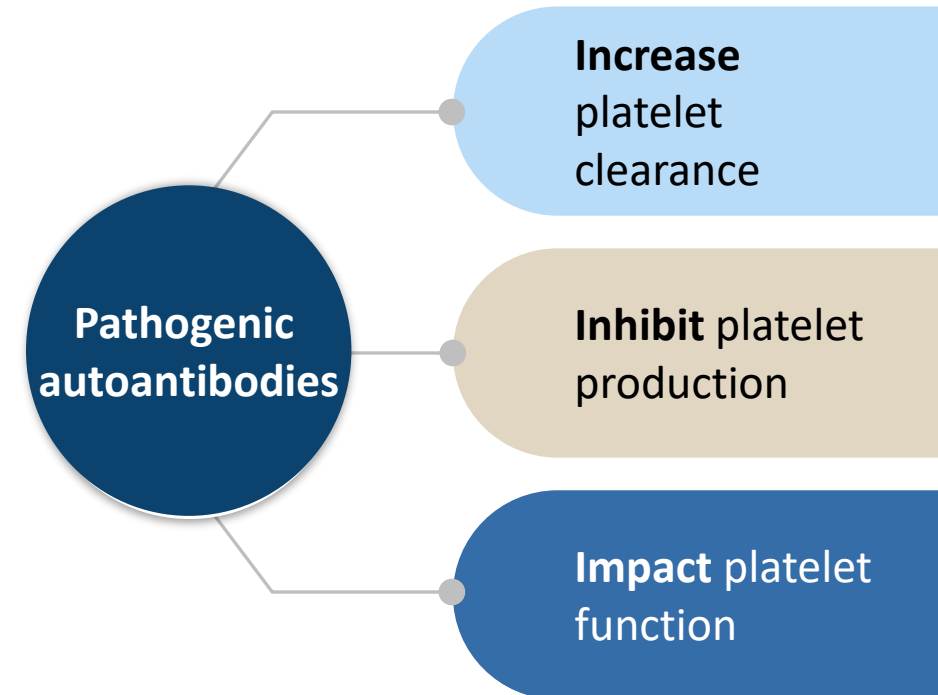 Increase
platelet
clearance
Pathogenic
autoantibodies
Inhibit platelet
production
Impact platelet
function